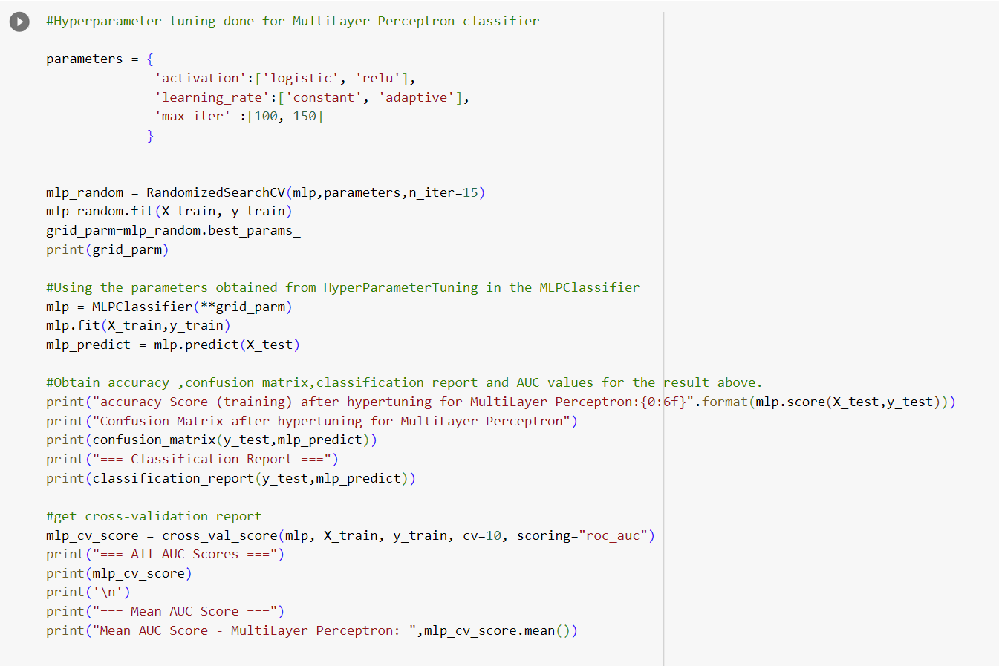 #Hyperparameter tuning done for MultiLayer Perceptron classifier
parameters = {
'activation':['logistic', 'relu'],
'learning_rate':['constant', 'adaptive'],
'max_iter' :[100, 150]
}
mlp_random = RandomizedSearchCV(mlp,parameters,n_iter=15)
mlp_random.fit(X_train, y_train)
grid_parm=mlp_random.best_params_
print(grid_parm)
#Using the parameters obtained from HyperParameterTuning in the MLPClassifier
mlp = MLPClassifier(**grid_parm)
mlp.fit(X_train,y_train)
mlp_predict = mlp.predict(X_test)
#Obtain accuracy ,confusion matrix,classification report and AUC values for the result above.
print("accuracy Score (training) after hypertuning for MultiLayer Perceptron:{0:6f}".format(mlp.score(X_test,y_test)))
print("Confusion Matrix after hypertuning for MultiLayer Perceptron")
print(confusion_matrix(y_test,mlp_predict))
print("=== Classification Report ===")
print(classification_report(y_test,mlp_predict))
#get cross-validation report
mlp_cv_score = cross_val_score(mlp, X_train, y_train, cv=10, scoring="roc_auc")
print("=== All AUC Scores ===")
print(mlp_cv_score)
print('\n')
print("=== Mean AUC Score ===")
print("Mean AUC Score - MultiLayer Perceptron: ",mlp_cv_score.mean())